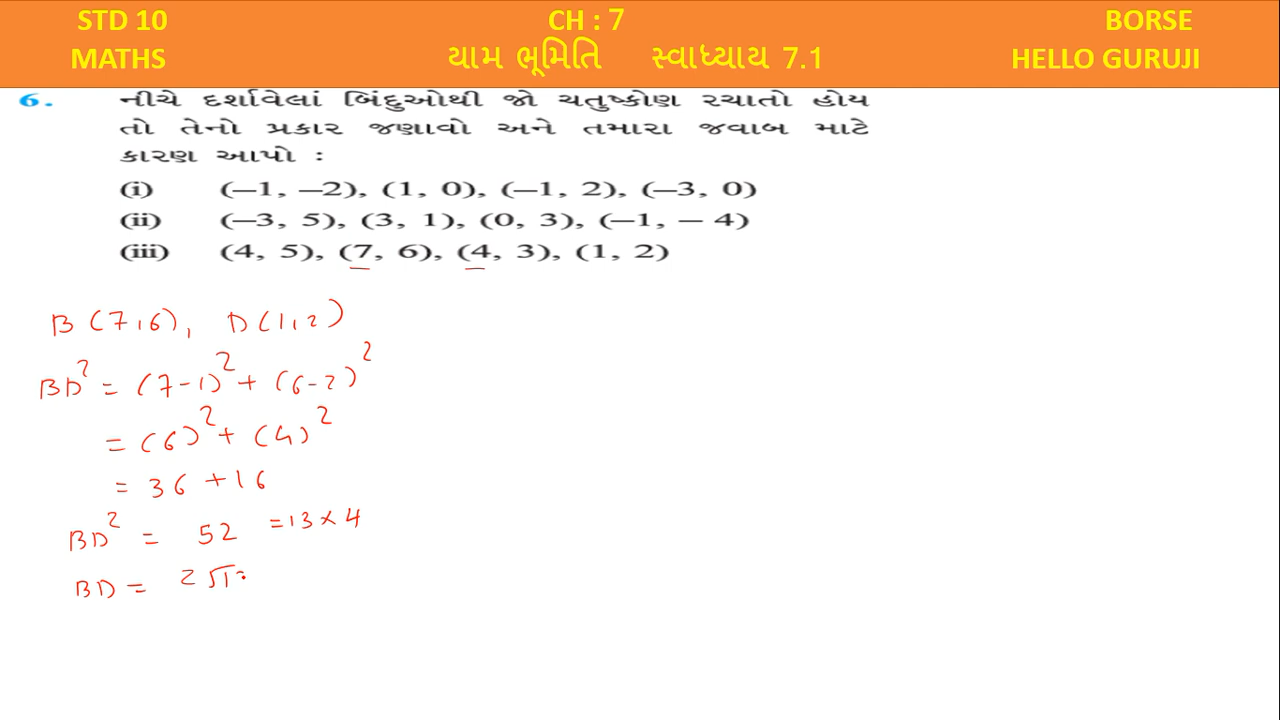 STD 10 CH : 7 BORSE
MATHS યામ ભૂમિતિ સ્વાધ્યાય 7.1 HELLO GURUJI
6. નીચે દર્શાવેલાં બિંદુઓથી જો ચતુષ્કોણ રચાતો હોય
તો તેનો પ્રકાર જણાવો અને તમારા જવાબ માટે
કારણ આપો :
(i) (–1, –2), (1, 0), (–1, 2), (–3, 0)
(ii) (–3, 5), (3, 1), (0, 3), (–1, – 4)
(iii) (4, 5), (7, 6), (4, 3), (1, 2)
B (7,6), D(1,2)
BD² = (7-1)² + (6-2)²
= (6)² + (4)²
= 36 + 16
BD² = 52 = 13 × 4
BD = 2